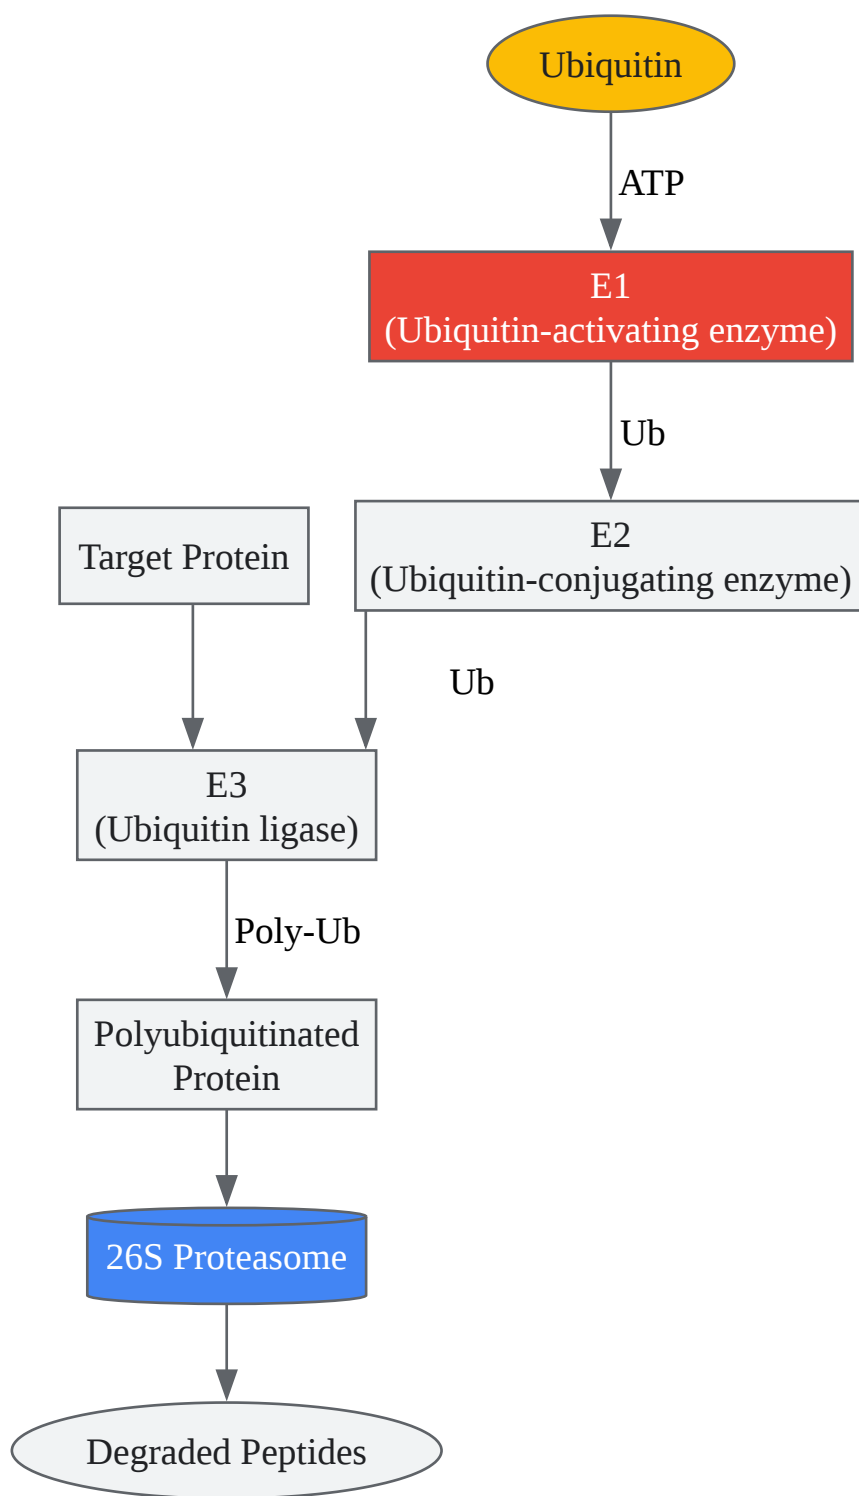 Ubiquitin
ATP
E1
(Ubiquitin-activating enzyme)
Ub
Target Protein
E2
(Ubiquitin-conjugating enzyme)
Ub
E3
(Ubiquitin ligase)
Poly-Ub
Polyubiquitinated
Protein
26S Proteasome
Degraded Peptides